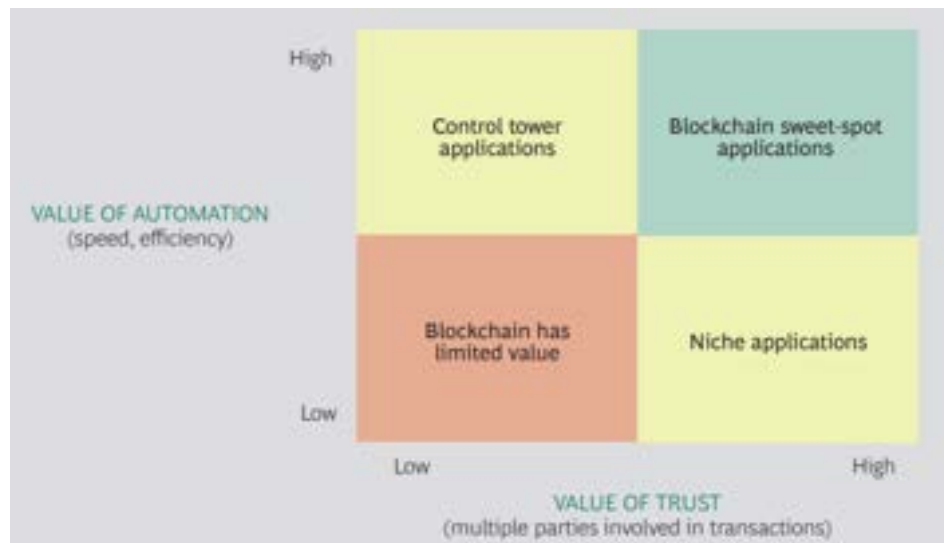 High
Control tower
applications
Blockchain sweet-spot
applications
VALUE OF AUTOMATION
(speed, efficiency)
Blockchain has
limited value
Niche applications
Low
Low
High
VALUE OF TRUST
(multiple parties involved in transactions)